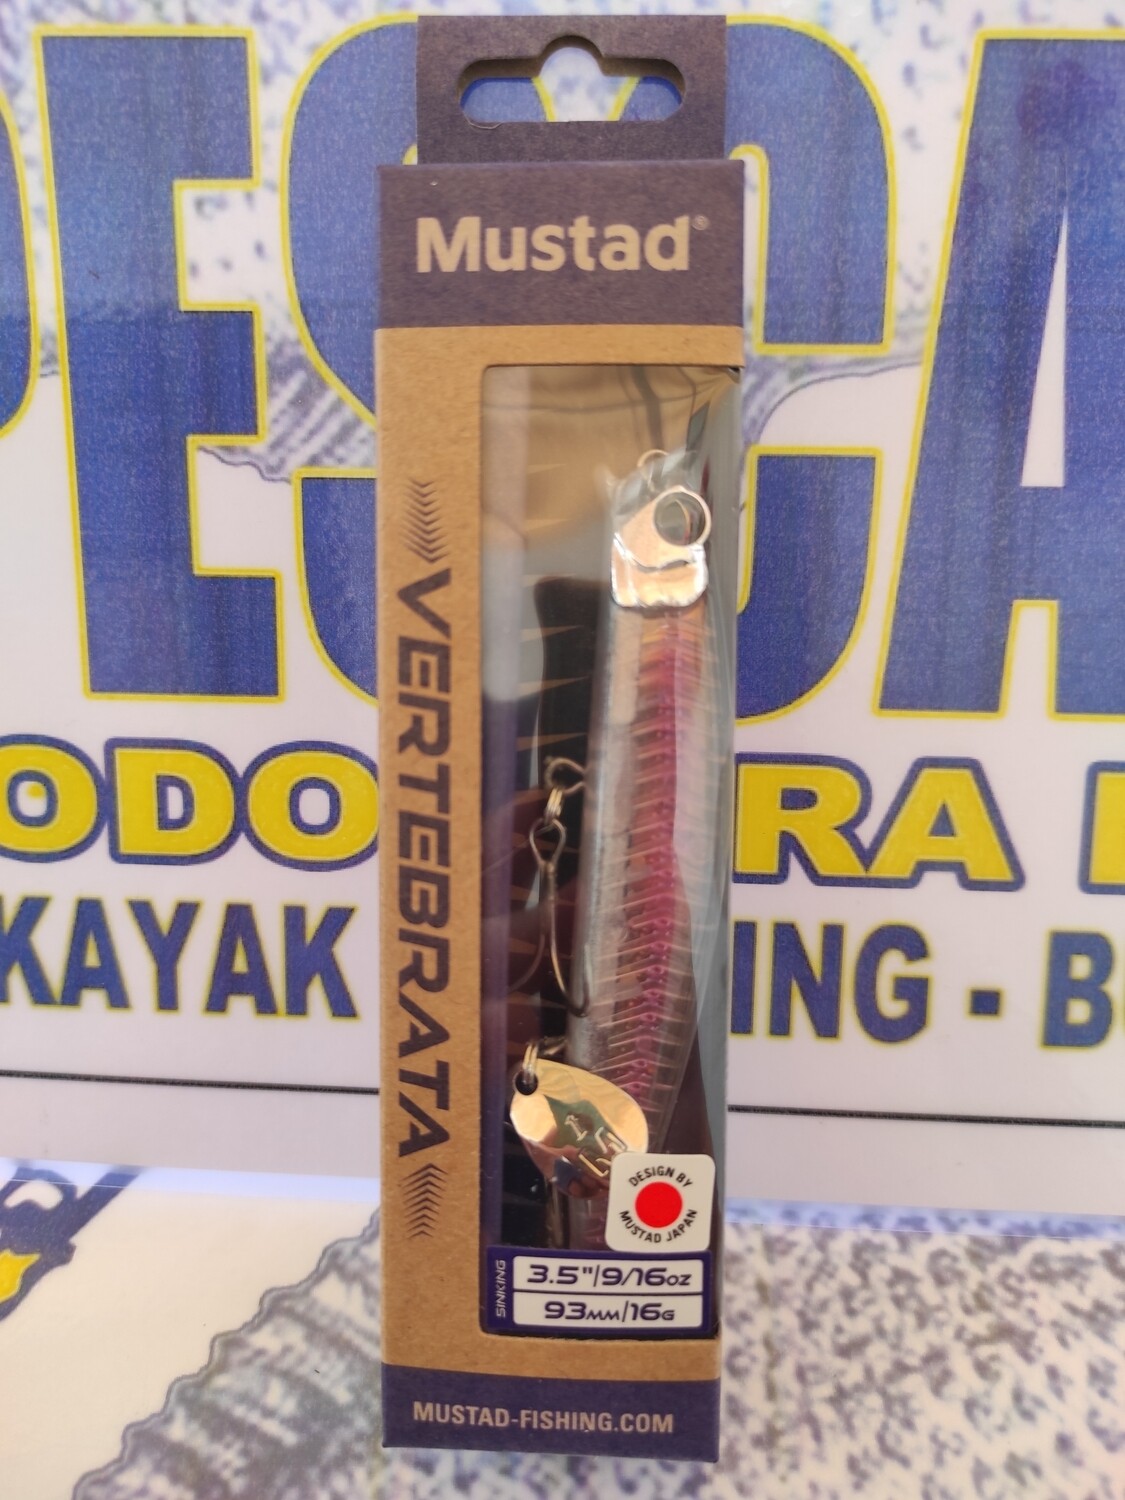 Mustad®
VERTEBRATA
DESIGN BY
MUSTAD JAPAN
SINKING
3.5"/9/16oz
93mm/16G
MUSTAD-FISHING.COM
PESCA
ODO
RA
KAYAK
ING - B